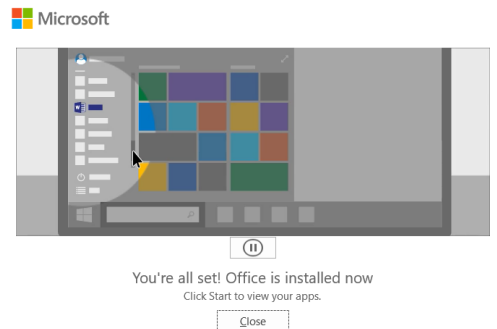 Microsoft
You're all set! Office is installed now
Click Start to view your apps.
Close